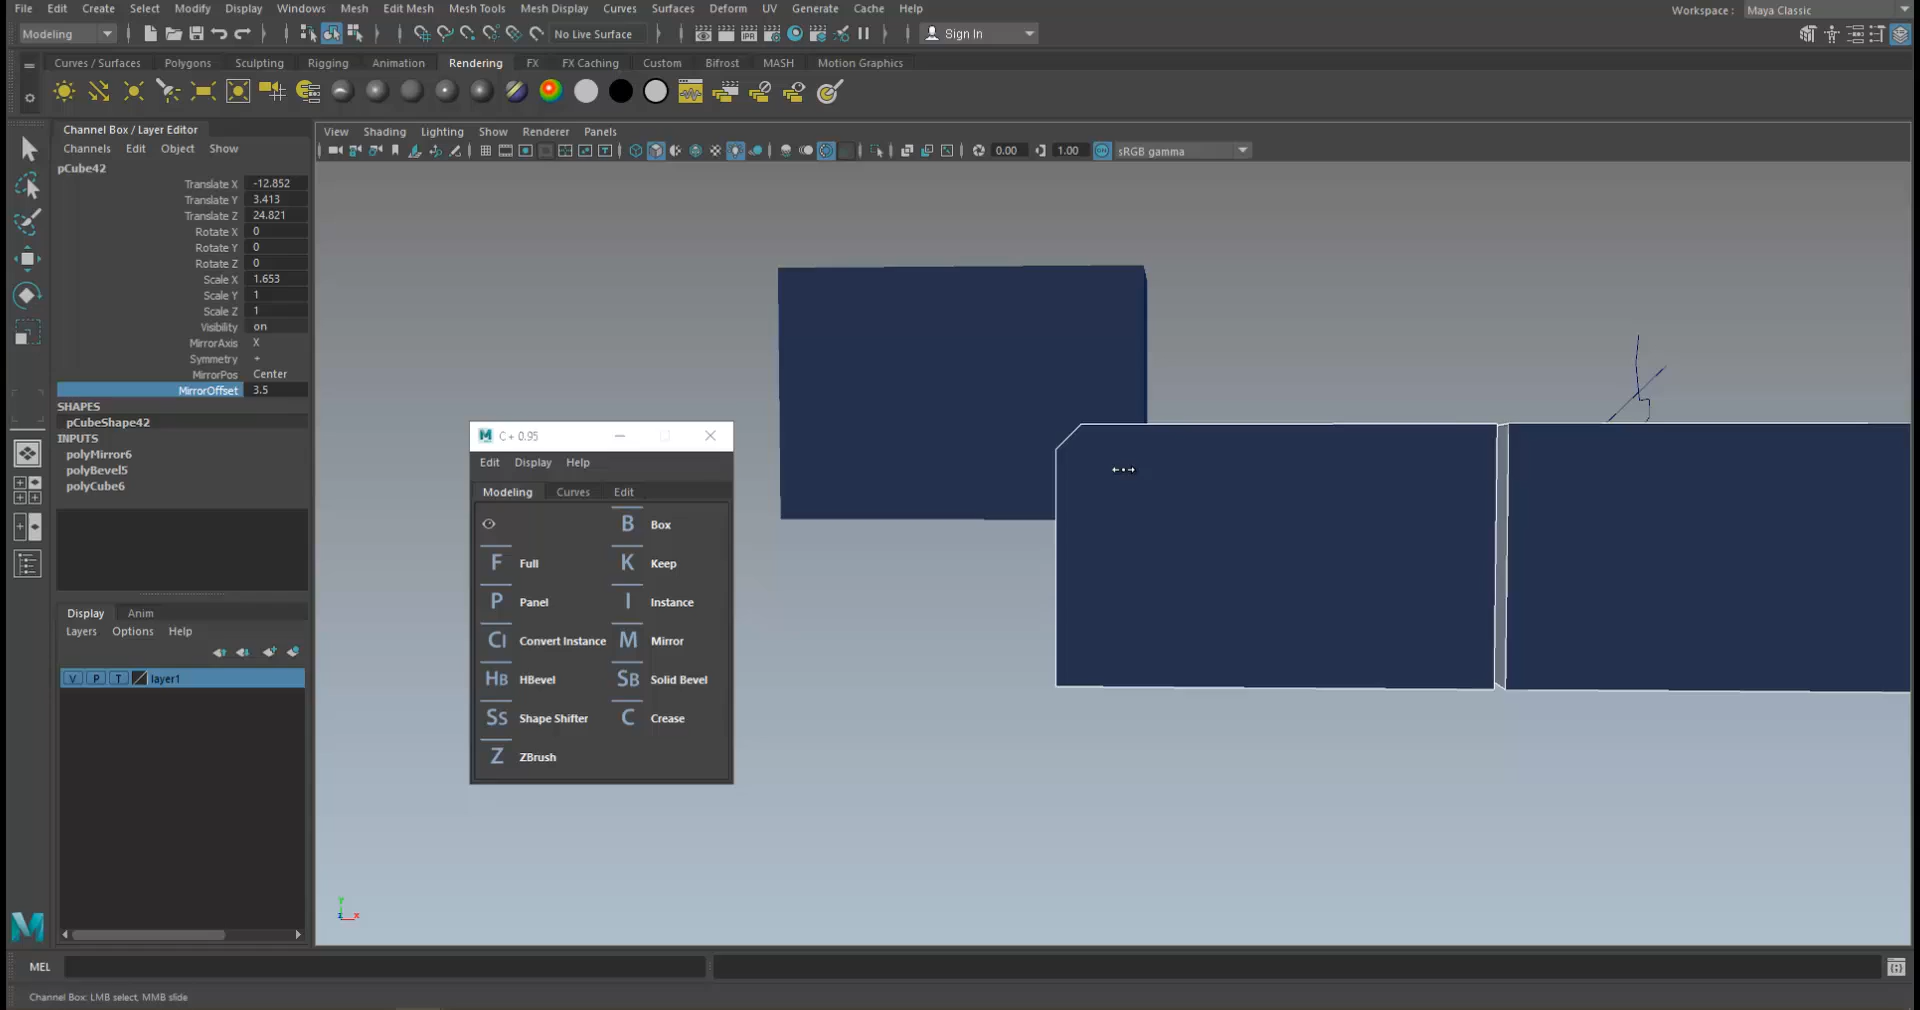 File Edit Create Select Modify Display Windows Mesh Edit Mesh Mesh Tools Mesh Display Curves Surfaces Deform UV Generate Cache Help
Workspace : Maya Classic
Modeling
No Live Surface
Sign In
Curves / Surfaces Polygons Sculpting Rigging Animation Rendering FX FX Caching Custom Bifrost MASH Motion Graphics
IPR
Channel Box / Layer Editor
Channels Edit Object Show
View Shading Lighting Show Renderer Panels
0.00 1.00 ON sRGB gamma
pCube42
Translate X -12.852
Translate Y 3.413
Translate Z 24.821
Rotate X 0
Rotate Y 0
Rotate Z 0
Scale X 1.653
Scale Y 1
Scale Z 1
Visibility on
MirrorAxis X
Symmetry +
MirrorPos Center
MirrorOffset 3.5
SHAPES
pCubeShape42
INPUTS
polyMirror6
polyBevel5
polyCube6
C + 0.95
Edit Display Help
Modeling Curves Edit
B Box
F Full K Keep
P Panel I Instance
CI Convert Instance M Mirror
HB HBevel SB Solid Bevel
Ss Shape Shifter C Crease
Z ZBrush
Display Anim
Layers Options Help
V P T layer1
y
z x
M
MEL
Channel Box: LMB select, MMB slide